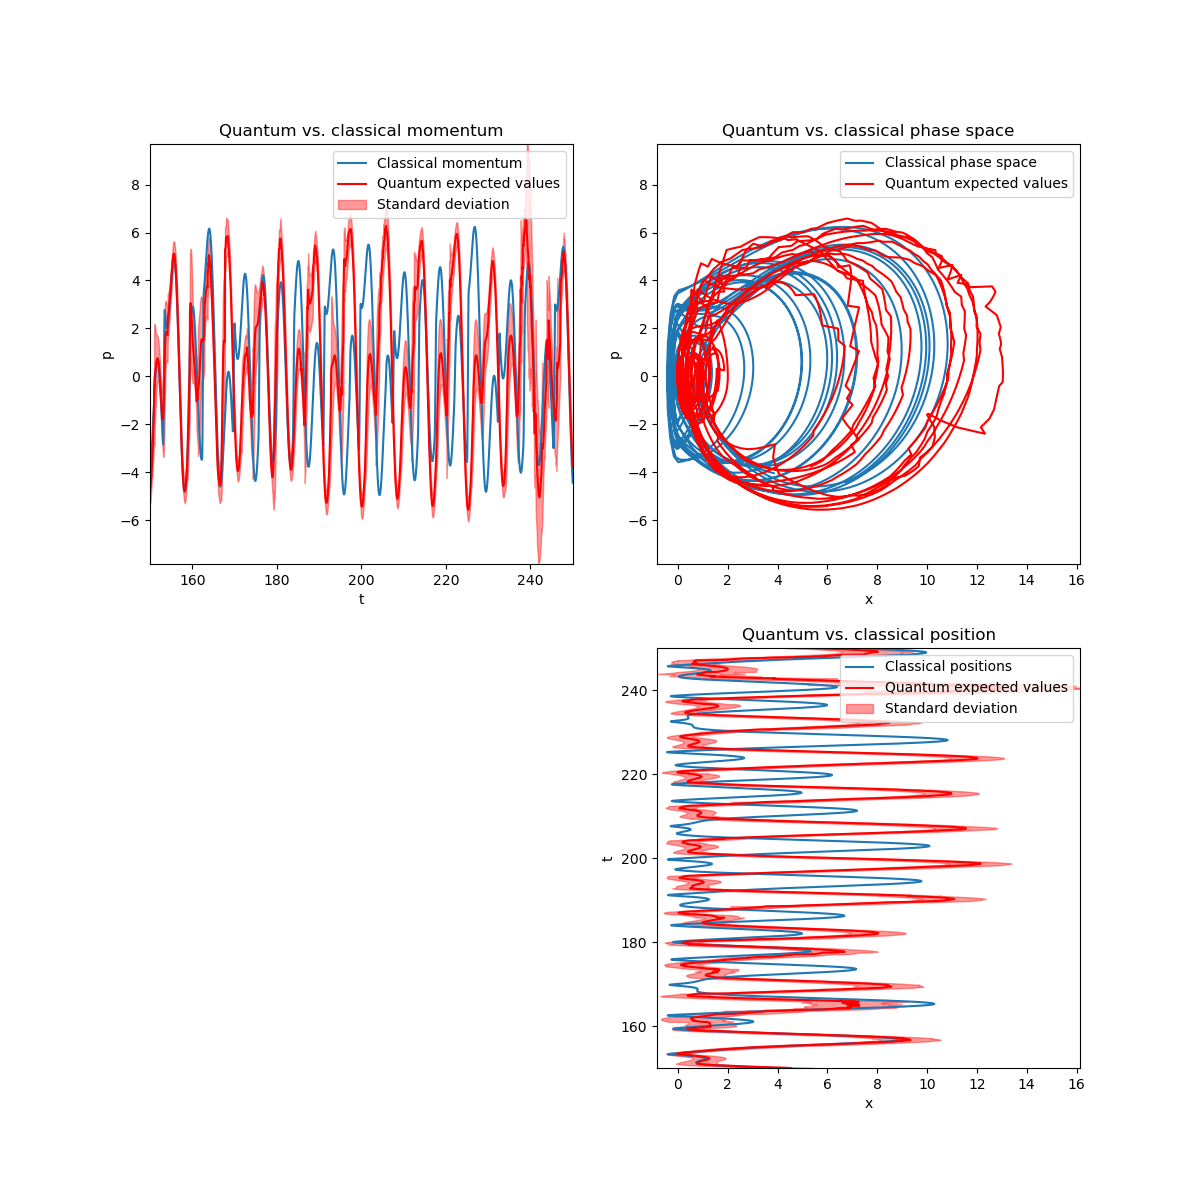 Quantum vs. classical momentum
Classical momentum
Quantum expected values
Standard deviation
8
6
4
2
0
−2
−4
−6
p
160
180
200
220
240
t
Quantum vs. classical phase space
Classical phase space
Quantum expected values
8
6
4
2
0
−2
−4
−6
p
0
2
4
6
8
10
12
14
16
x
Quantum vs. classical position
Classical positions
Quantum expected values
Standard deviation
240
220
200
180
160
t
0
2
4
6
8
10
12
14
16
x